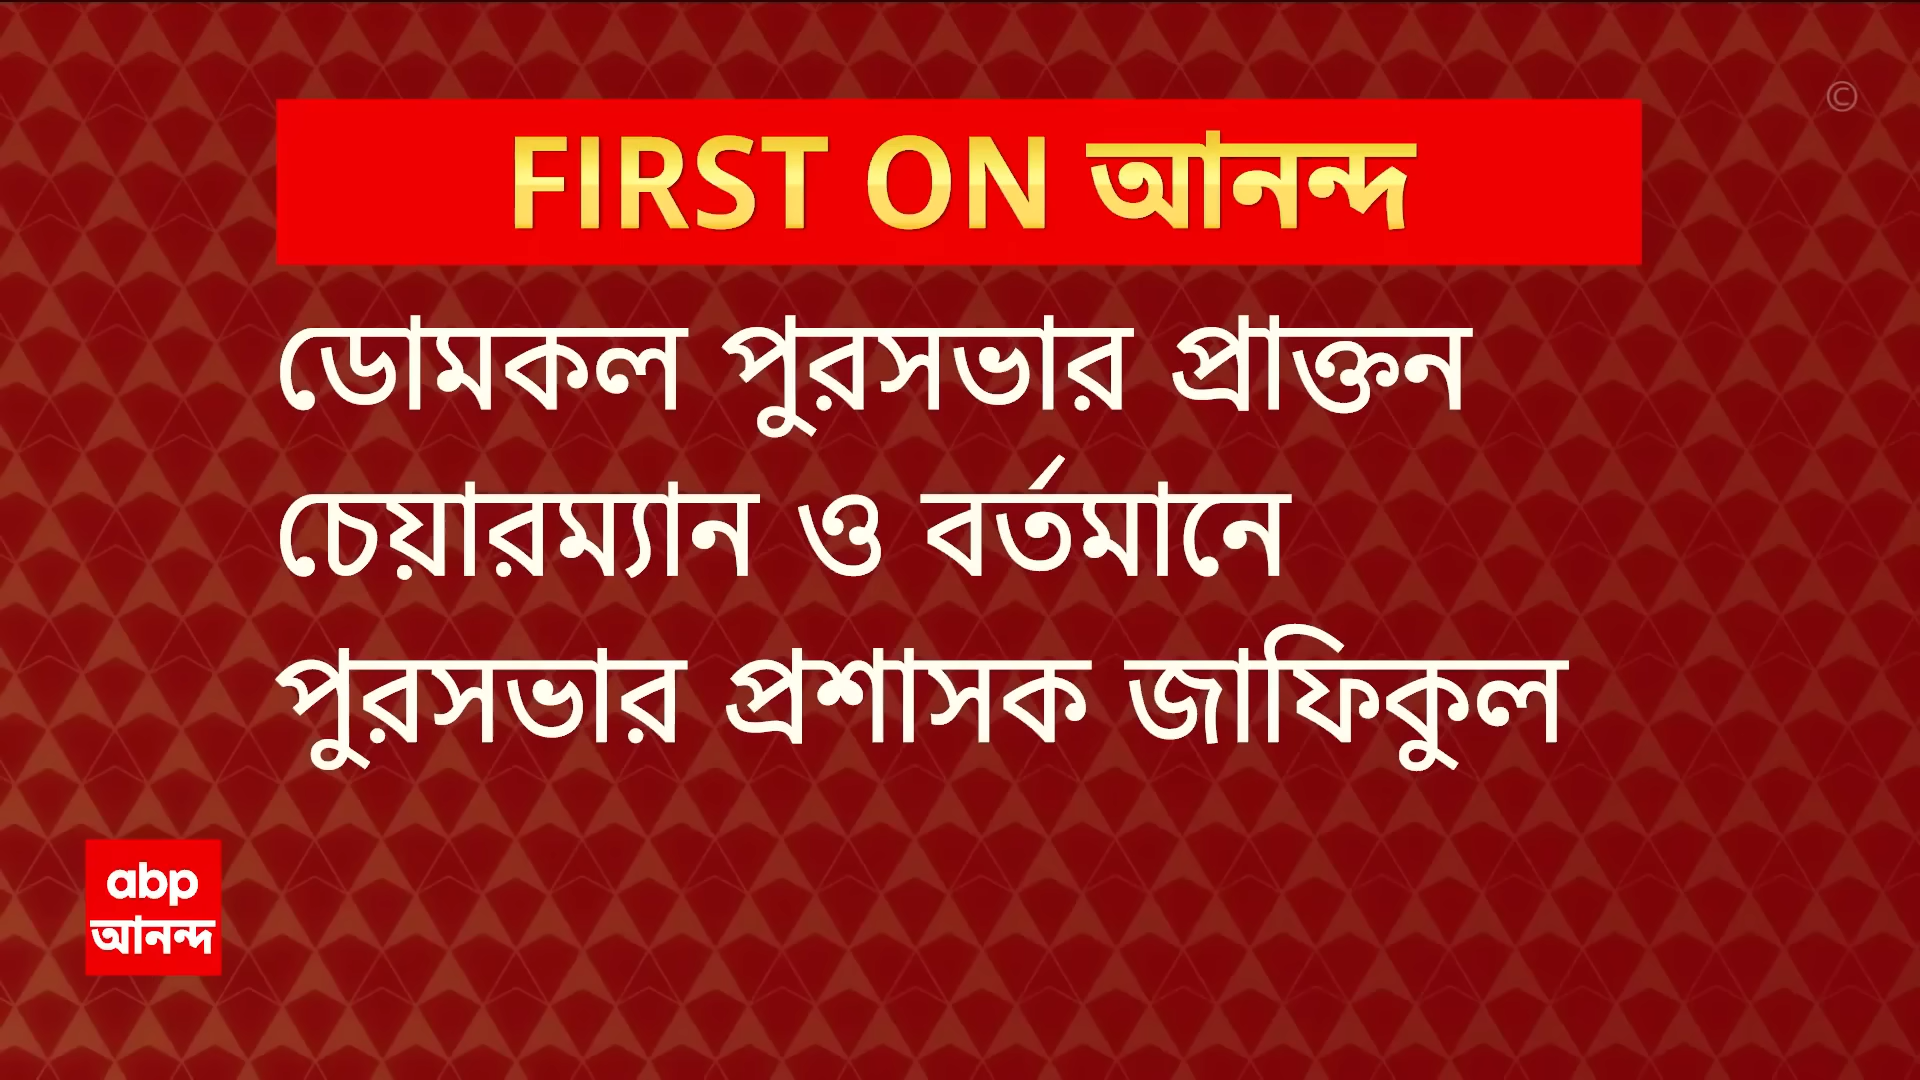 ©
FIRST ON আনন্দ
ডোমকল পুরসভার প্রাক্তন
চেয়ারম্যান ও বর্তমানে
পুরসভার প্রশাসক জাফিকুল
abp
আনন্দ